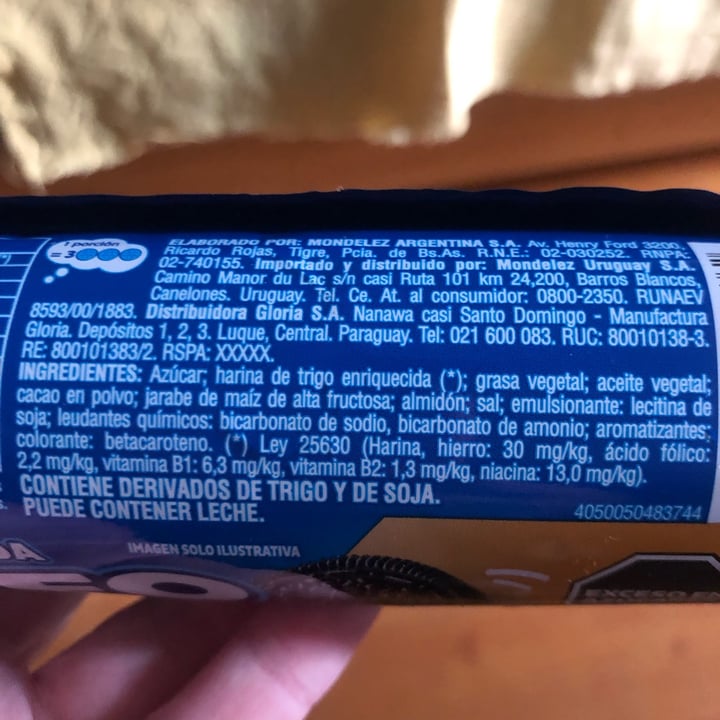 1 porción
= 3
ELABORADO POR: MONDELEZ ARGENTINA S.A. Av. Henry Ford 3200,
Ricardo Rojas, Tigre, Pcia. de Bs.As. R.N.E.: 02-030252. RNPA:
02-740155. Importado y distribuido por: Mondelez Uruguay S.A.
Camino Manor du Lac s/n casi Ruta 101 km 24,200, Barros Blancos,
Canelones. Uruguay. Tel. Ce. At. al consumidor: 0800-2350. RUNAEV
8593/00/1883. Distribuidora Gloria S.A. Nanawa casi Santo Domingo - Manufactura
Gloria. Depósitos 1, 2, 3. Luque, Central. Paraguay. Tel: 021 600 083. RUC: 80010138-3.
RE: 800101383/2. RSPA: XXXXX.
INGREDIENTES: Azúcar; harina de trigo enriquecida (*); grasa vegetal; aceite vegetal;
cacao en polvo; jarabe de maíz de alta fructosa; almidón; sal; emulsionante: lecitina de
soja; leudantes químicos: bicarbonato de sodio, bicarbonato de amonio; aromatizantes;
colorante: betacaroteno. (*) Ley 25630 (Harina, hierro: 30 mg/kg, ácido fólico:
2,2 mg/kg, vitamina B1: 6,3 mg/kg, vitamina B2: 1,3 mg/kg, niacina: 13,0 mg/kg).
CONTIENE DERIVADOS DE TRIGO Y DE SOJA.
PUEDE CONTENER LECHE.
4050050483744
IMAGEN SOLO ILUSTRATIVA
EXCESO EN